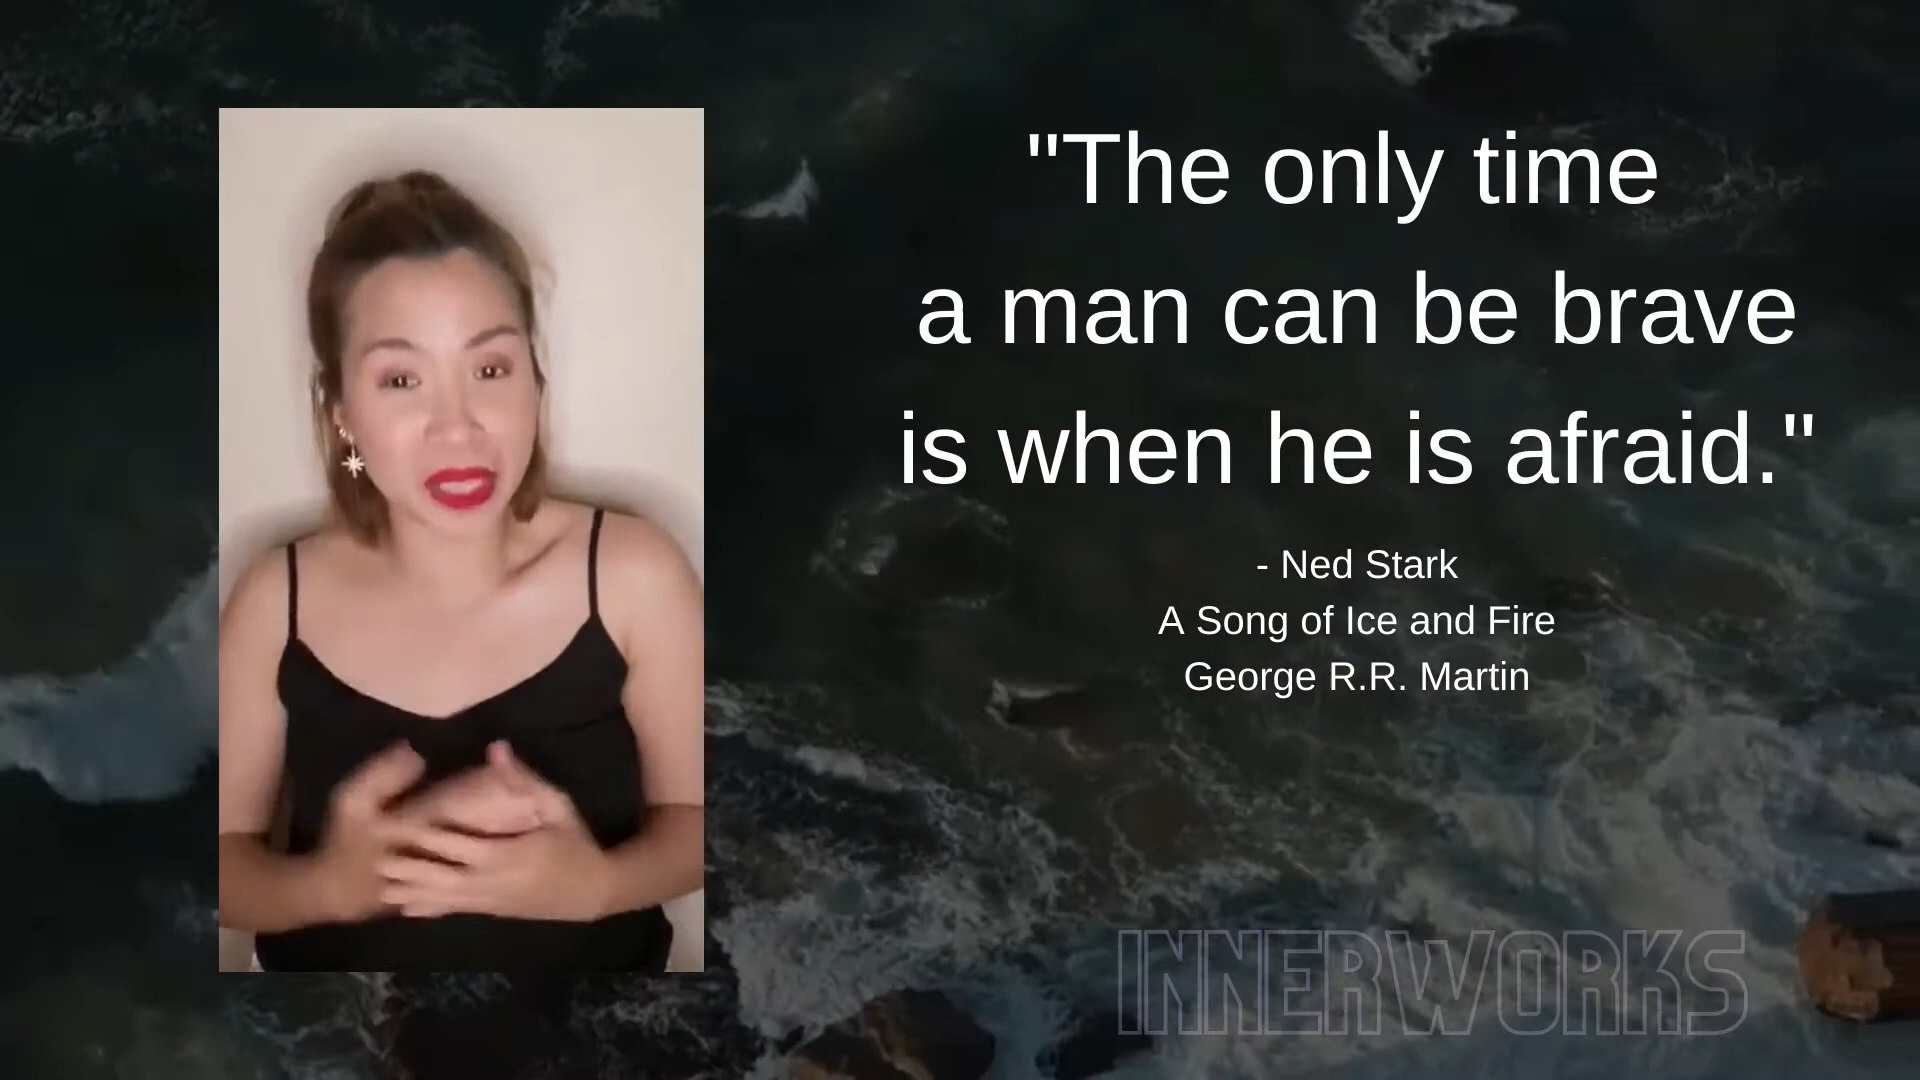 "The only time
a man can be brave
is when he is afraid."
- Ned Stark
A Song of Ice and Fire
George R.R. Martin
INNERWORKS